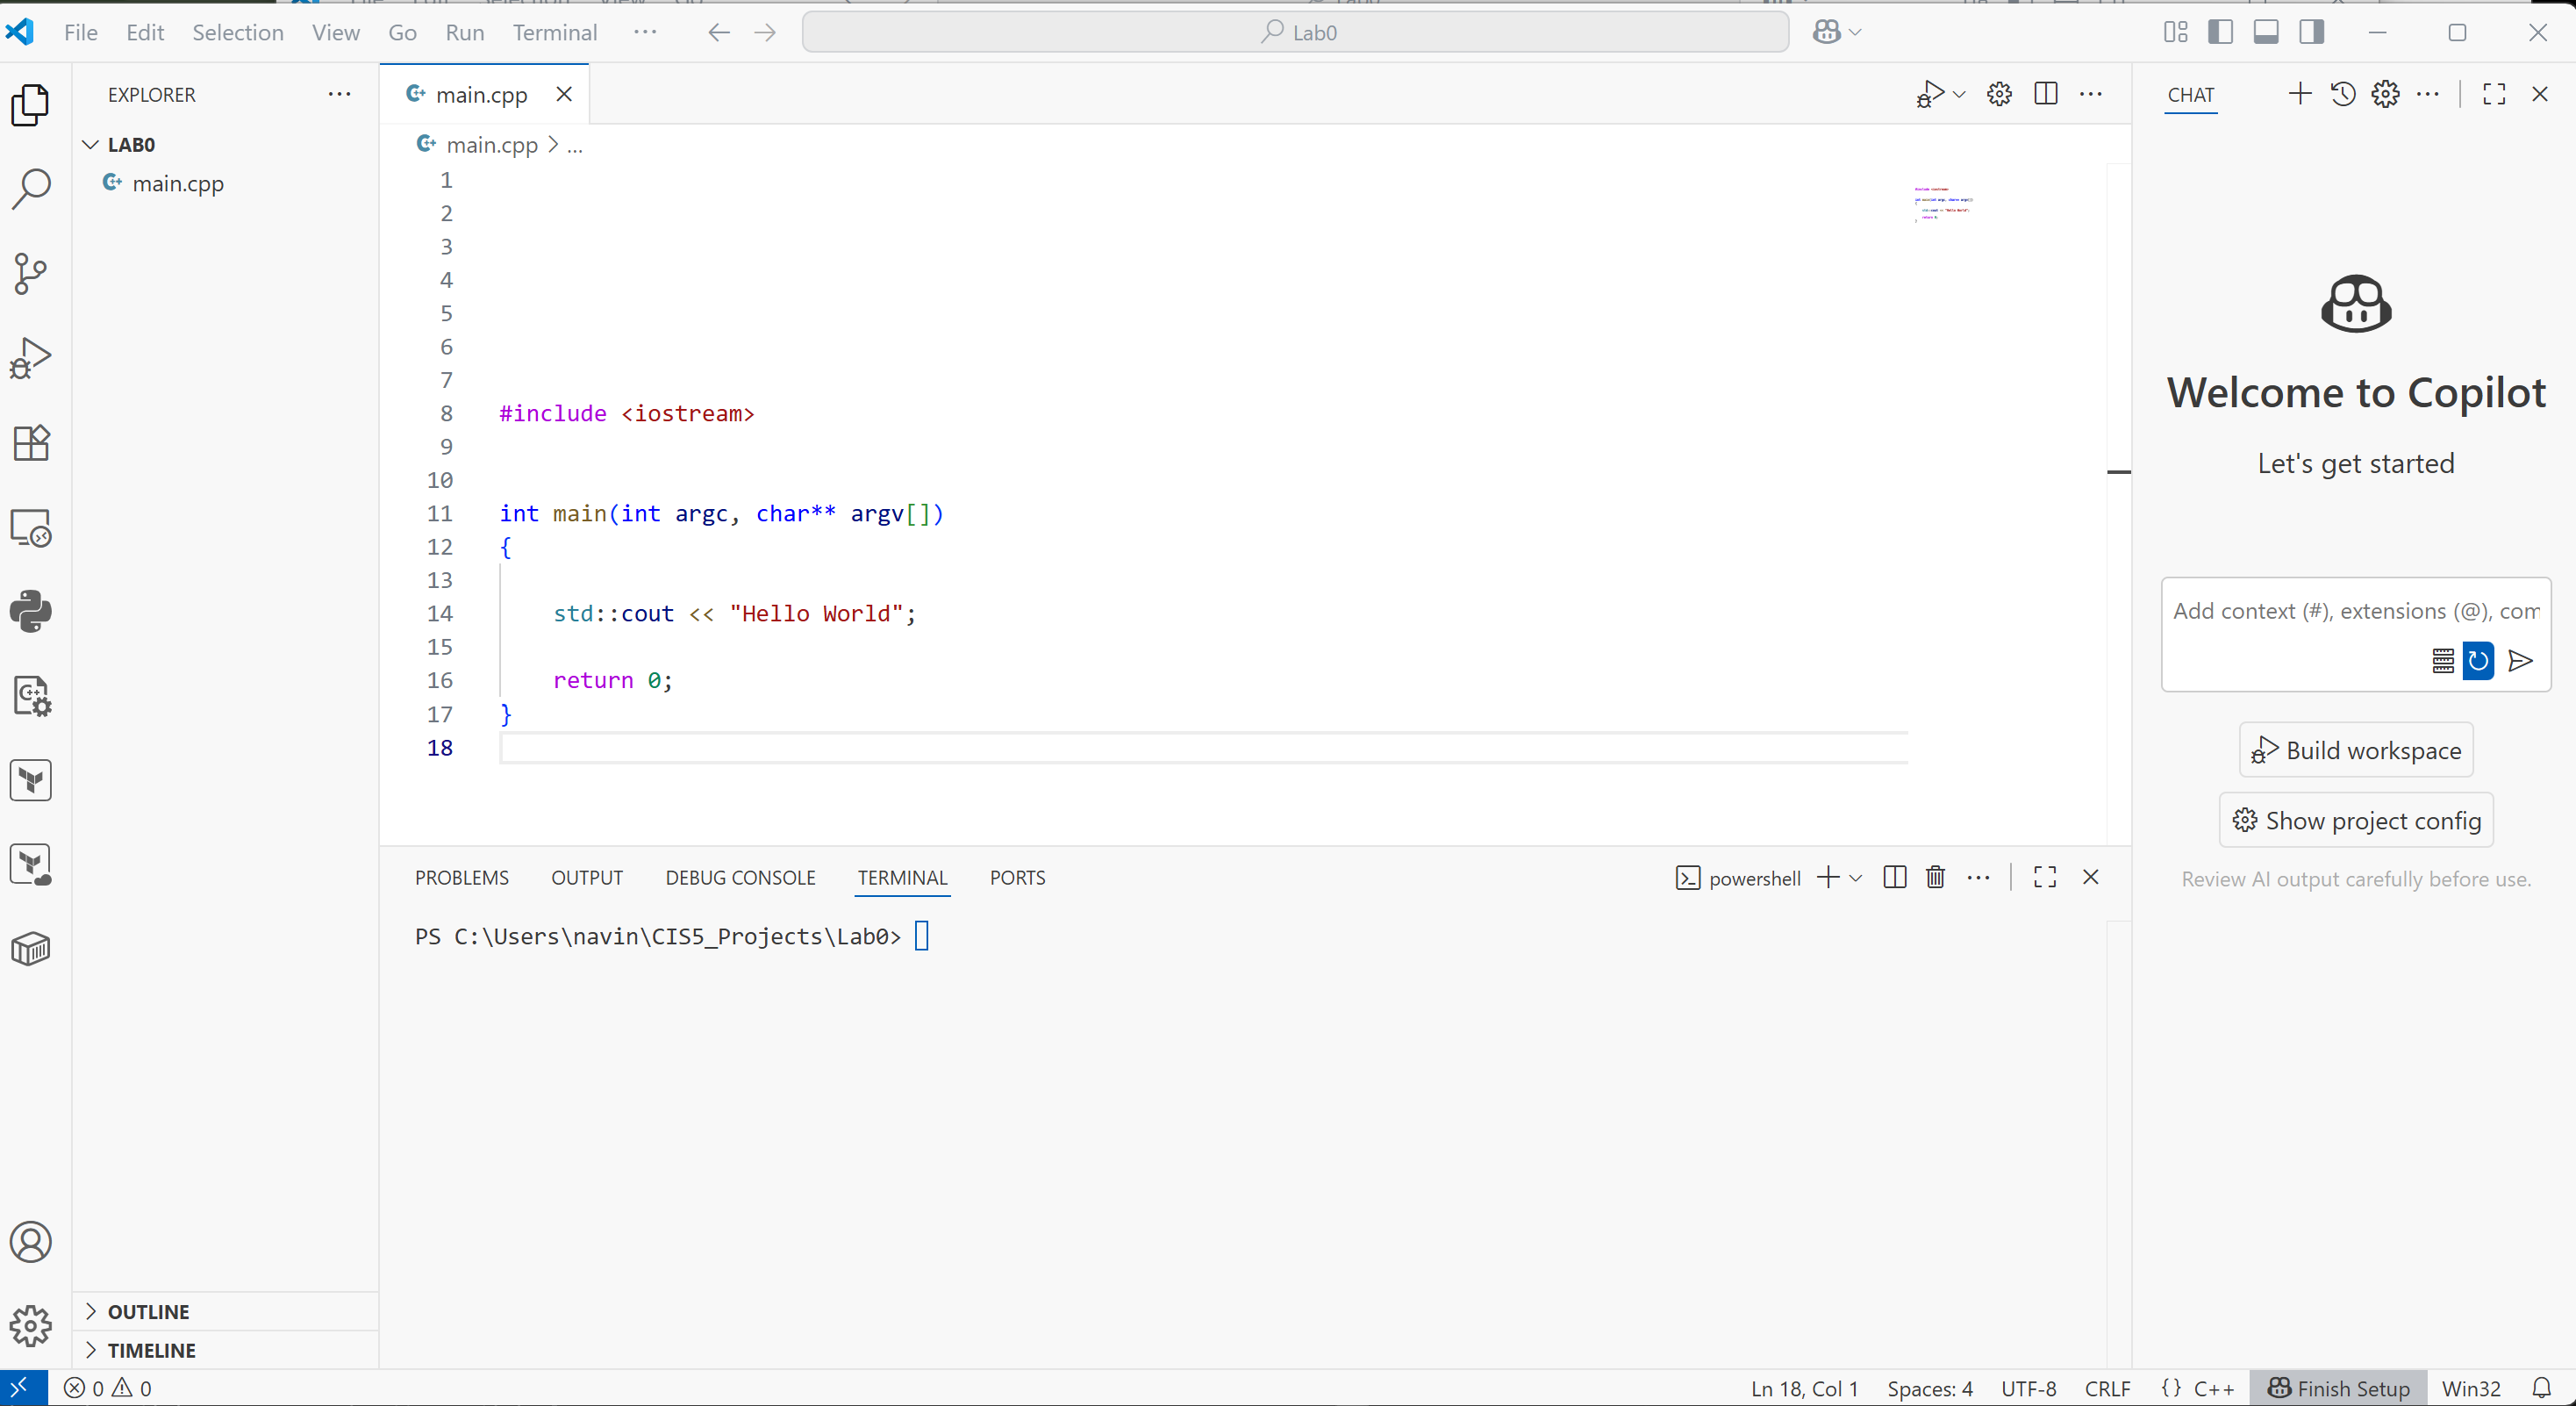 File Edit Selection View Go Run Terminal ··· Lab0
EXPLORER ···
LAB0
main.cpp
main.cpp
main.cpp > ...
1
2
3
4
5
6
7
8 #include <iostream>
9
10
11 int main(int argc, char** argv[])
12 {
13
14 std::cout << "Hello World";
15
16 return 0;
17 }
18
PROBLEMS OUTPUT DEBUG CONSOLE TERMINAL PORTS powershell
PS C:\Users\navin\CIS5_Projects\Lab0>
CHAT
Welcome to Copilot
Let's get started
Add context (#), extensions (@), com
Build workspace
Show project config
Review AI output carefully before use.
OUTLINE
TIMELINE
0 0 Ln 18, Col 1 Spaces: 4 UTF-8 CRLF {} C++ Finish Setup Win32